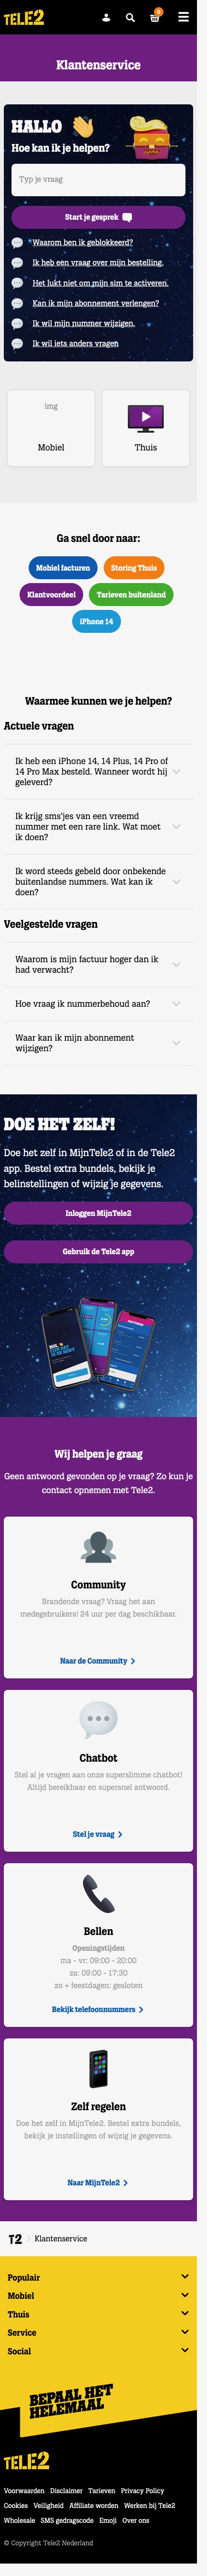 TELE2
0
Klantenservice
HALLO 👋
Hoe kan ik je helpen?
Typ je vraag
Start je gesprek
Waarom ben ik geblokkeerd?
Ik heb een vraag over mijn bestelling.
Het lukt niet om mijn sim te activeren.
Kan ik mijn abonnement verlengen?
Ik wil mijn nummer wijzigen.
Ik wil iets anders vragen
img
Mobiel
Thuis
Ga snel door naar:
Mobiel facturen
Storing Thuis
Klantvoordeel
Tarieven buitenland
iPhone 14
Waarmee kunnen we je helpen?
Actuele vragen
Ik heb een iPhone 14, 14 Plus, 14 Pro of
14 Pro Max besteld. Wanneer wordt hij
geleverd?
Ik krijg sms'jes van een vreemd
nummer met een rare link. Wat moet
ik doen?
Ik word steeds gebeld door onbekende
buitenlandse nummers. Wat kan ik
doen?
Veelgestelde vragen
Waarom is mijn factuur hoger dan ik
had verwacht?
Hoe vraag ik nummerbehoud aan?
Waar kan ik mijn abonnement
wijzigen?
DOE HET ZELF!
Doe het zelf in MijnTele2 of in de Tele2
app. Bestel extra bundels, bekijk je
belinstellingen of wijzig je gegevens.
Inloggen MijnTele2
Gebruik de Tele2 app
Wij helpen je graag
Geen antwoord gevonden op je vraag? Zo kun je
contact opnemen met Tele2.
Community
Brandende vraag? Vraag het aan
medegebruikers! 24 uur per dag beschikbaar.
Naar de Community
Chatbot
Stel al je vragen aan onze superslimme chatbot!
Altijd bereikbaar en supersnel antwoord.
Stel je vraag
Bellen
Openingstijden
ma - vr: 09:00 - 20:00
za: 09:00 - 17:30
zo + feestdagen: gesloten
Bekijk telefoonnummers
Zelf regelen
Doe het zelf in MijnTele2. Bestel extra bundels,
bekijk je instellingen of wijzig je gegevens.
Naar MijnTele2
T2 Klantenservice
Populair
Mobiel
Thuis
Service
Social
BEPAAL HET
HELEMAAL
TELE2
Voorwaarden Disclaimer Tarieven Privacy Policy
Cookies Veiligheid Affiliate worden Werken bij Tele2
Wholesale SMS gedragscode Emoji Over ons
© Copyright Tele2 Nederland